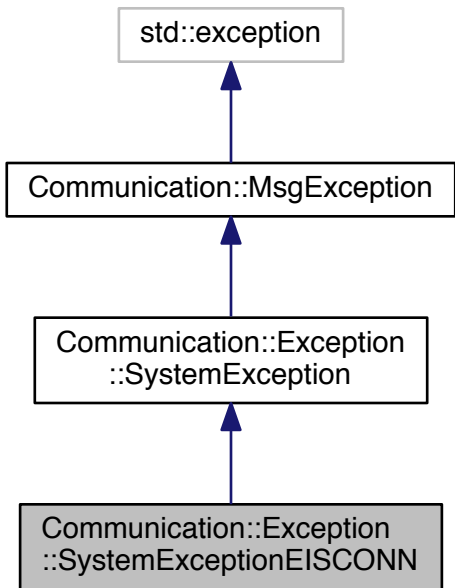 std::exception
Communication::MsgException
Communication::Exception
::SystemException
Communication::Exception
::SystemExceptionEISCONN